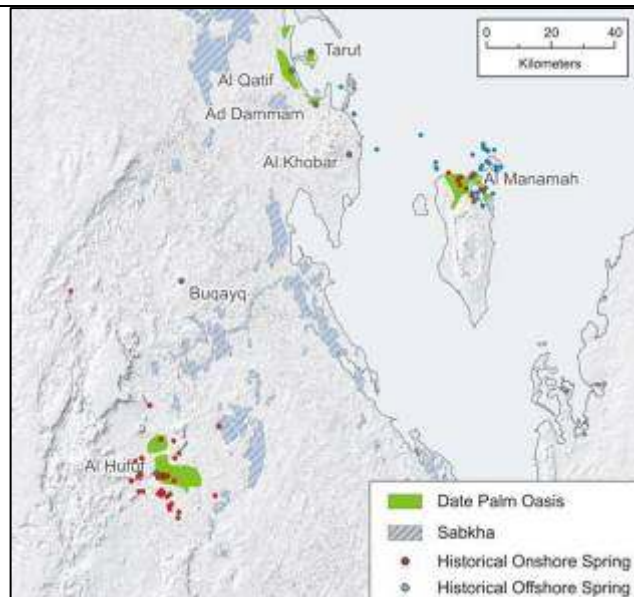 0 20 40
Kilometers
Tarut
Al Qatif
Ad Dammam
Al Khobar
Al Manamah
Buqayq
Al Hufuf
Date Palm Oasis
Sabkha
Historical Onshore Spring
Historical Offshore Spring